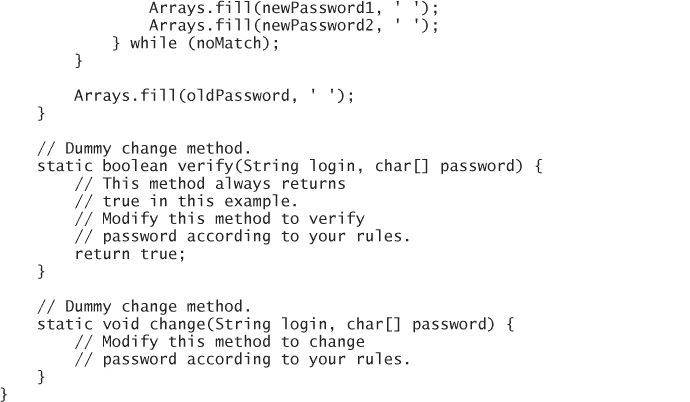 Arrays.fill(newPassword1, ' ');
                Arrays.fill(newPassword2, ' ');
            } while (noMatch);
        }

        Arrays.fill(oldPassword, ' ');
    }

    // Dummy change method.
    static boolean verify(String login, char[] password) {
        // This method always returns
        // true in this example.
        // Modify this method to verify
        // password according to your rules.
        return true;
    }

    // Dummy change method.
    static void change(String login, char[] password) {
        // Modify this method to change
        // password according to your rules.
    }
}